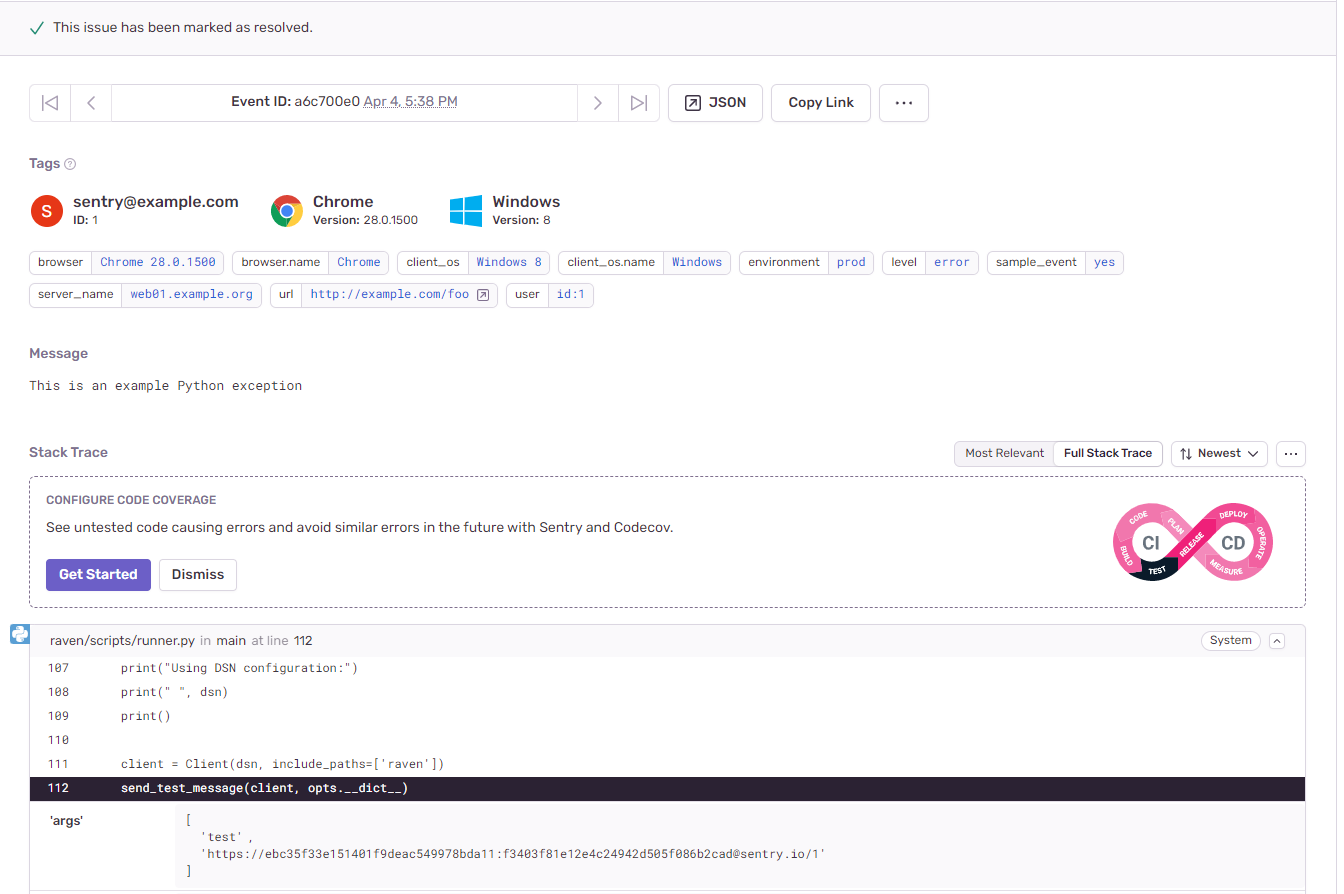 This issue has been marked as resolved.
Event ID: a6c700e0 Apr 4, 5:38 PM
JSON
Copy Link
Tags
S
sentry@example.com
ID: 1
Chrome
Version: 28.0.1500
Windows
Version: 8
browser Chrome 28.0.1500 browser.name Chrome client_os Windows 8 client_os.name Windows environment prod level error sample_event yes
server_name web01.example.org url http://example.com/foo user id:1
Message
This is an example Python exception
Stack Trace
Most Relevant Full Stack Trace Newest
CONFIGURE CODE COVERAGE
See untested code causing errors and avoid similar errors in the future with Sentry and Codecov.
Get Started Dismiss
CODE PLAN BUILD TEST CI RELEASE DEPLOY OPERATE MEASURE CD
raven/scripts/runner.py in main at line 112 System
107 print("Using DSN configuration:")
108 print(" ", dsn)
109 print()
110
111 client = Client(dsn, include_paths=['raven'])
112 send_test_message(client, opts.__dict__)
'args' [
'test' ,
'https://ebc35f33e151401f9deac549978bda11:f3403f81e12e4c24942d505f086b2cad@sentry.io/1'
]